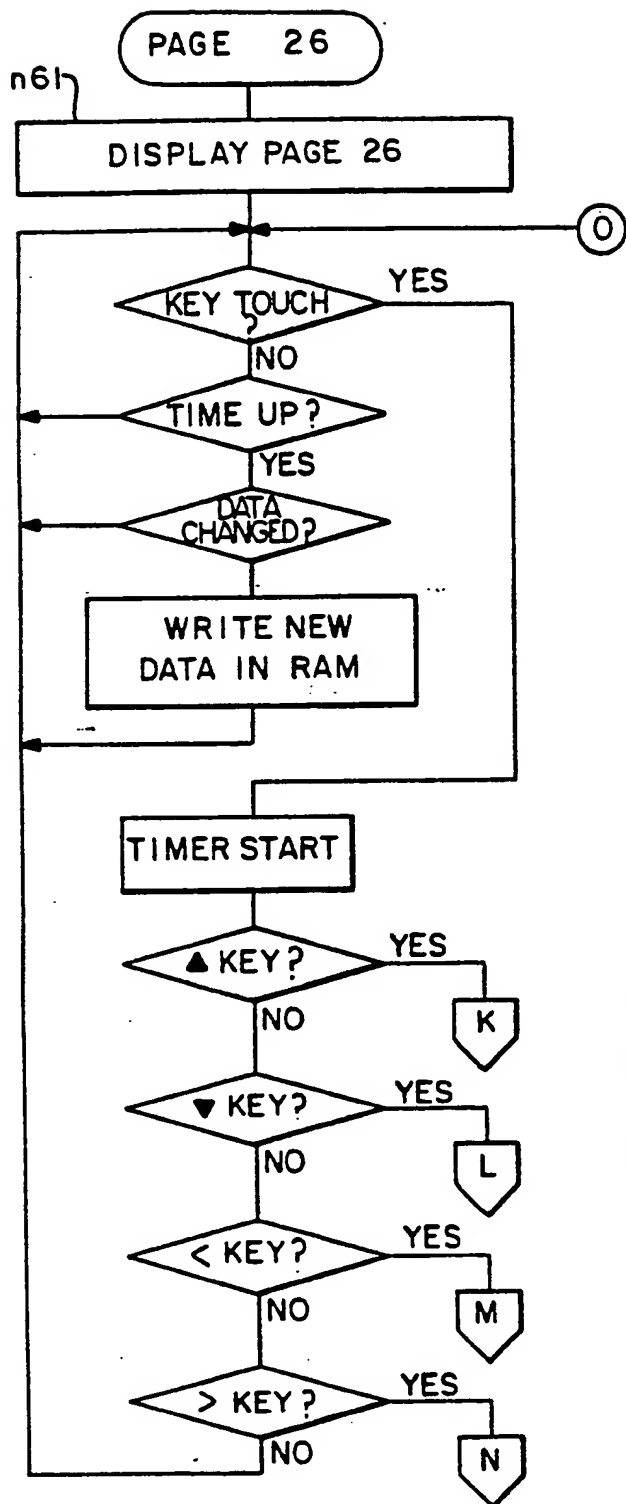 PAGE 26
n61
DISPLAY PAGE 26
O
KEY TOUCH
?
YES
NO
TIME UP?
YES
DATA
CHANGED?
WRITE NEW
DATA IN RAM
TIMER START
▲ KEY?
YES
K
NO
▼ KEY?
YES
L
NO
< KEY?
YES
M
NO
> KEY?
YES
N
NO